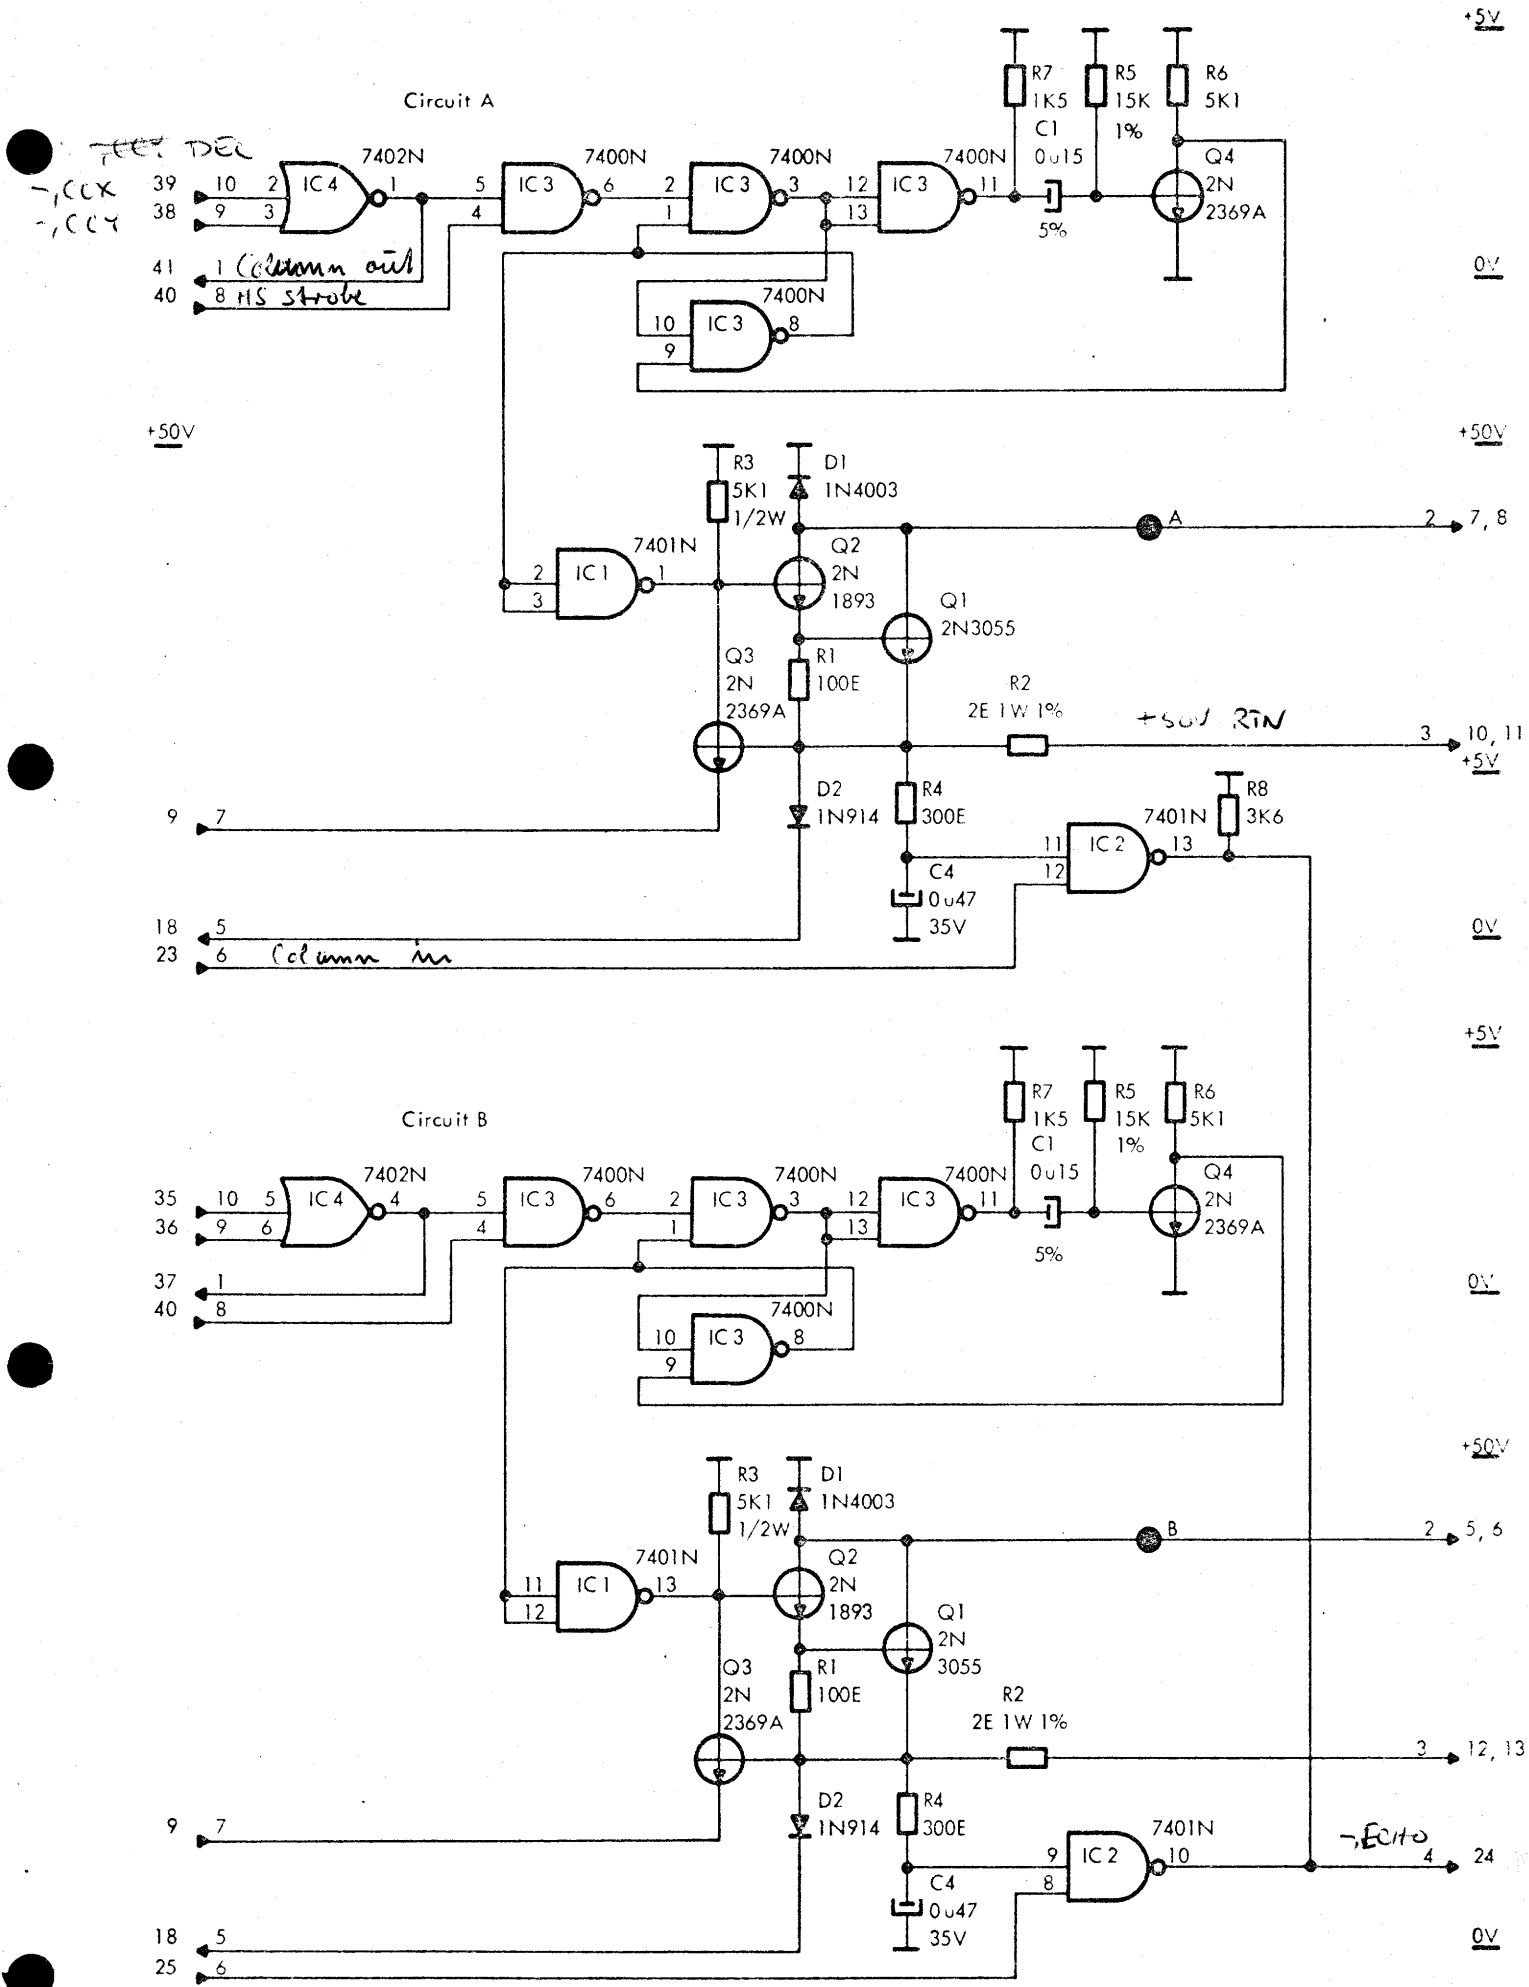 +5V
R7 R5 R6
1K5 15K 5K1
Circuit A
C1 1%
0u15
DEC
7402N 7400N 7400N 7400N Q4
¬,CCX 39 10 2 IC4 1 5 IC3 6 2 IC3 3 12 IC3 11 2N
¬,CCY 38 9 3 4 1 13 5% 2369A
41 1 Column out 0V
40 8 MS strobe 7400N
10 IC3 8
9
+50V +50V
R3 D1
5K1 1N4003
1/2W A 2 7, 8
7401N Q2
2 IC1 1 2N
3 1893 Q1
2N3055
Q3 R1
2N 100E R2
2369A 2E 1W 1% +50V RTN
3 10, 11
+5V
D2 R4 R8
9 7 1N914 300E 7401N 3K6
11 IC2 13
C4 12
0u47
18 5 35V 0V
23 6 Column in
+5V
R7 R5 R6
Circuit B 1K5 15K 5K1
C1 1%
7402N 7400N 7400N 7400N 0u15 Q4
35 10 5 IC4 4 5 IC3 6 2 IC3 3 12 IC3 11 2N
36 9 6 4 1 13 2369A
5%
37 1 0V
40 8 7400N
10 IC3 8
9
+50V
R3 D1
5K1 1N4003
1/2W B 2 5, 6
7401N Q2
11 IC1 13 2N
12 1893 Q1
2N
Q3 R1 3055
2N 100E R2
2369A 2E 1W 1%
3 12, 13
D2 R4
9 7 1N914 300E 7401N ¬,ECHO
9 IC2 10 4 24
C4 8
0u47
18 5 35V 0V
25 6